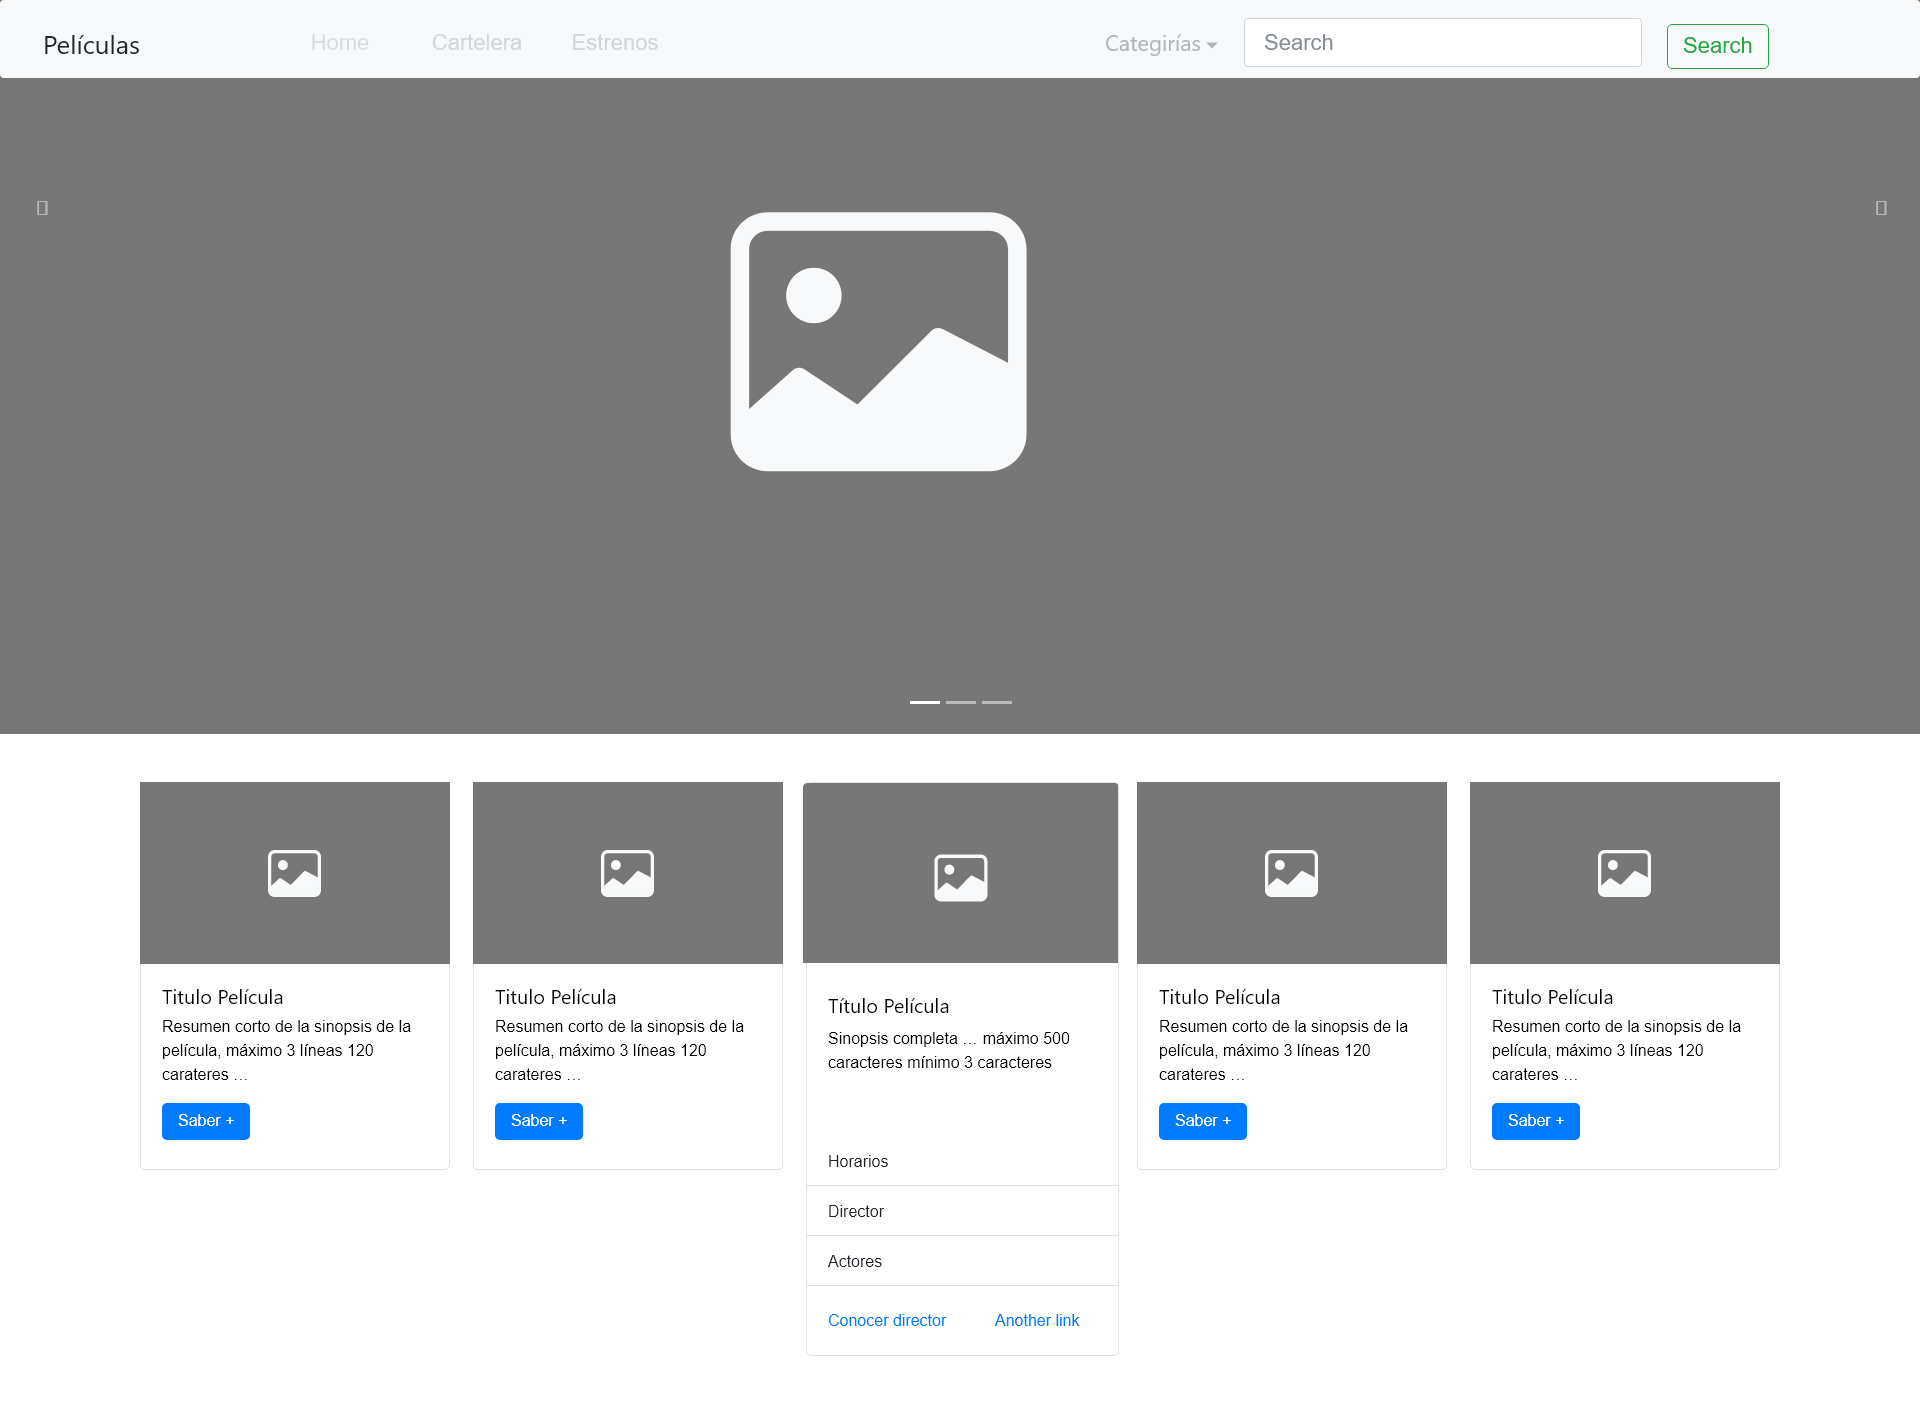 Películas
Home
Cartelera
Estrenos
Categirías
Search
Search
Titulo Película
Resumen corto de la sinopsis de la
película, máximo 3 líneas 120
carateres ...
Saber +
Titulo Película
Resumen corto de la sinopsis de la
película, máximo 3 líneas 120
carateres ...
Saber +
Título Película
Sinopsis completa ... máximo 500
caracteres mínimo 3 caracteres
Horarios
Director
Actores
Conocer director
Another link
Titulo Película
Resumen corto de la sinopsis de la
película, máximo 3 líneas 120
carateres ...
Saber +
Titulo Película
Resumen corto de la sinopsis de la
película, máximo 3 líneas 120
carateres ...
Saber +